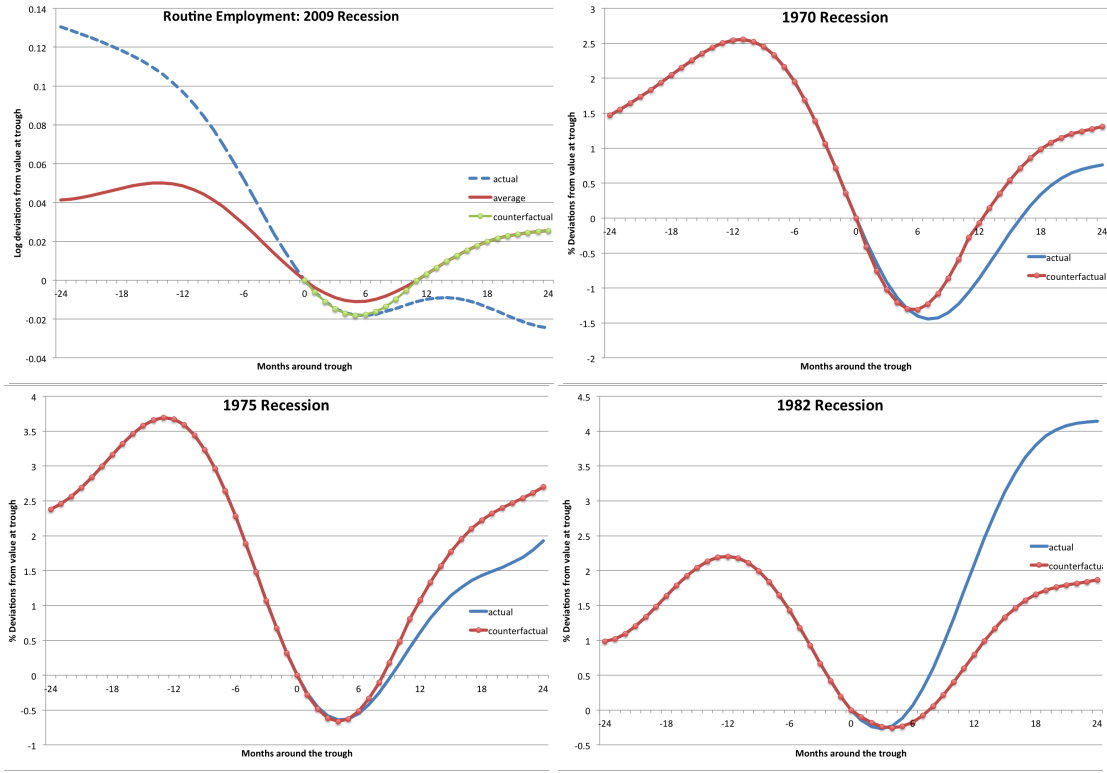 Routine Employment: 2009 Recession
0.14
0.12
0.1
0.08
0.06
0.04
0.02
0
-0.02
-0.04
Log deviations from value at trough
-24 -18 -12 -6 0 6 12 18 24
actual
average
counterfactual
Months around trough
1970 Recession
3
2.5
2
1.5
1
0.5
0
-0.5
-1
-1.5
-2
% Deviations from value at trough
-24 -18 -12 -6 0 6 12 18 24
actual
counterfactual
Months around the trough
1975 Recession
4
3.5
3
2.5
2
1.5
1
0.5
0
-0.5
-1
% Deviations from value at trough
-24 -18 -12 -6 0 6 12 18 24
actual
counterfactual
Months around the trough
1982 Recession
4.5
4
3.5
3
2.5
2
1.5
1
0.5
0
-0.5
% Deviations from value at trough
-24 -18 -12 -6 0 6 12 18 24
actual
counterfactua
Months around the trough